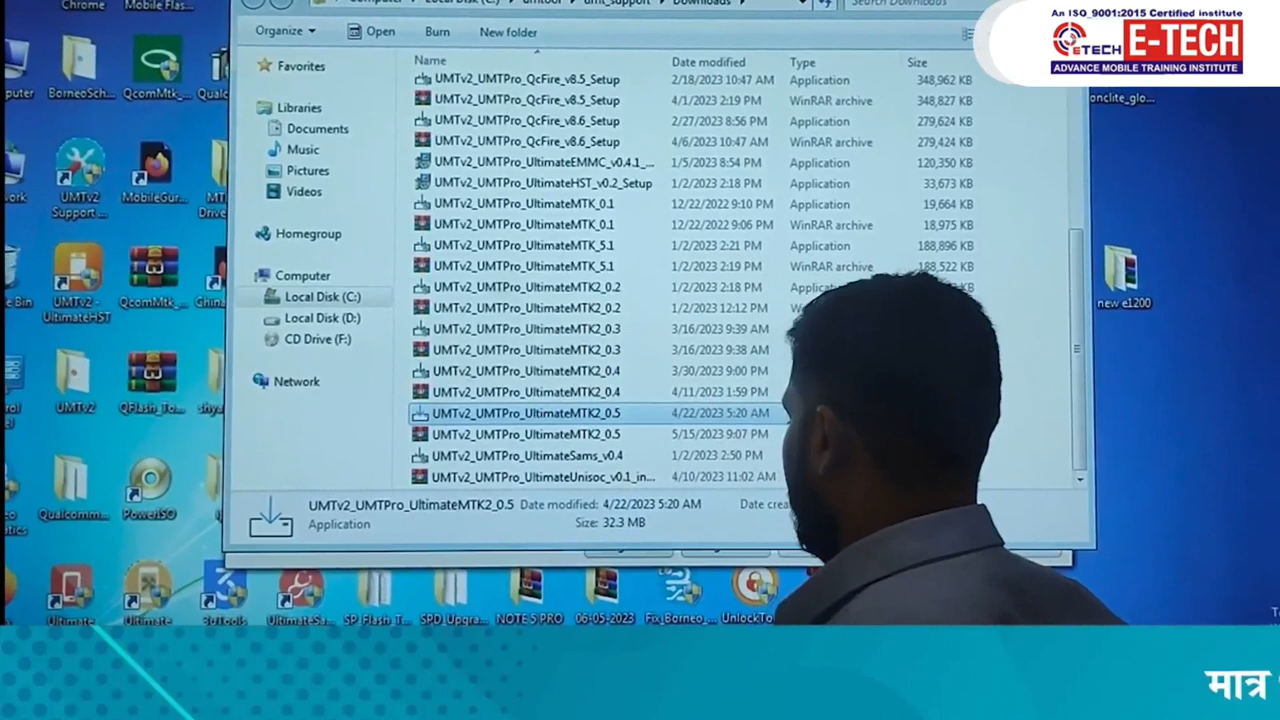 An ISO 9001:2015 Certified institute
ETECH E-TECH
ADVANCE MOBILE TRAINING INSTITUTE
Organize Open Burn New folder
Name Date modified Type Size
UMTv2_UMTPro_QcFire_v8.5_Setup 2/18/2023 10:47 AM Application 348,962 KB
UMTv2_UMTPro_QcFire_v8.5_Setup 4/1/2023 2:19 PM WinRAR archive 348,827 KB
UMTv2_UMTPro_QcFire_v8.6_Setup 2/27/2023 8:56 PM Application 279,624 KB
UMTv2_UMTPro_QcFire_v8.6_Setup 4/6/2023 10:47 AM WinRAR archive 279,424 KB
UMTv2_UMTPro_UltimateEMMC_v0.4.1_... 1/5/2023 8:54 PM Application 120,350 KB
UMTv2_UMTPro_UltimateHST_v0.2_Setup 1/2/2023 2:18 PM Application 33,673 KB
UMTv2_UMTPro_UltimateMTK_0.1 12/22/2022 9:10 PM Application 19,664 KB
UMTv2_UMTPro_UltimateMTK_0.1 12/22/2022 9:06 PM WinRAR archive 18,975 KB
UMTv2_UMTPro_UltimateMTK_5.1 1/2/2023 2:21 PM Application 188,896 KB
UMTv2_UMTPro_UltimateMTK_5.1 1/2/2023 2:19 PM WinRAR archive 188,522 KB
UMTv2_UMTPro_UltimateMTK2_0.2 1/2/2023 2:18 PM
UMTv2_UMTPro_UltimateMTK2_0.2 1/2/2023 12:12 PM
UMTv2_UMTPro_UltimateMTK2_0.3 3/16/2023 9:39 AM
UMTv2_UMTPro_UltimateMTK2_0.3 3/16/2023 9:38 AM
UMTv2_UMTPro_UltimateMTK2_0.4 3/30/2023 9:00 PM
UMTv2_UMTPro_UltimateMTK2_0.4 4/11/2023 1:59 PM
UMTv2_UMTPro_UltimateMTK2_0.5 4/22/2023 5:20 AM
UMTv2_UMTPro_UltimateMTK2_0.5 5/15/2023 9:07 PM
UMTv2_UMTPro_UltimateSams_v0.4 1/2/2023 2:50 PM
UMTv2_UMTPro_UltimateUnisoc_v0.1_in... 4/10/2023 11:02 AM
Favorites
Libraries
Documents
Music
Pictures
Videos
Homegroup
Computer
Local Disk (C:)
Local Disk (D:)
CD Drive (F:)
Network
UMTv2_UMTPro_UltimateMTK2_0.5 Date modified: 4/22/2023 5:20 AM
Application Size: 32.3 MB
Chrome Mobile Flas...
BorneoSch... QcomMtk_...
UMTv2
Support ...
MobileGur...
UMTv2 -
UltimateHST
QcomMtk_...
UMTv2 QFlash_To...
Qualcomm... PowerISO
Ultimate Ultimate 3uTools UltimateSa... SP_Flash_T... SPD_Upgra... NOTE 5 PRO 06-05-2023 Fix_Borneo_... UnlockTo
onclite_glo...
new e1200
मात्र